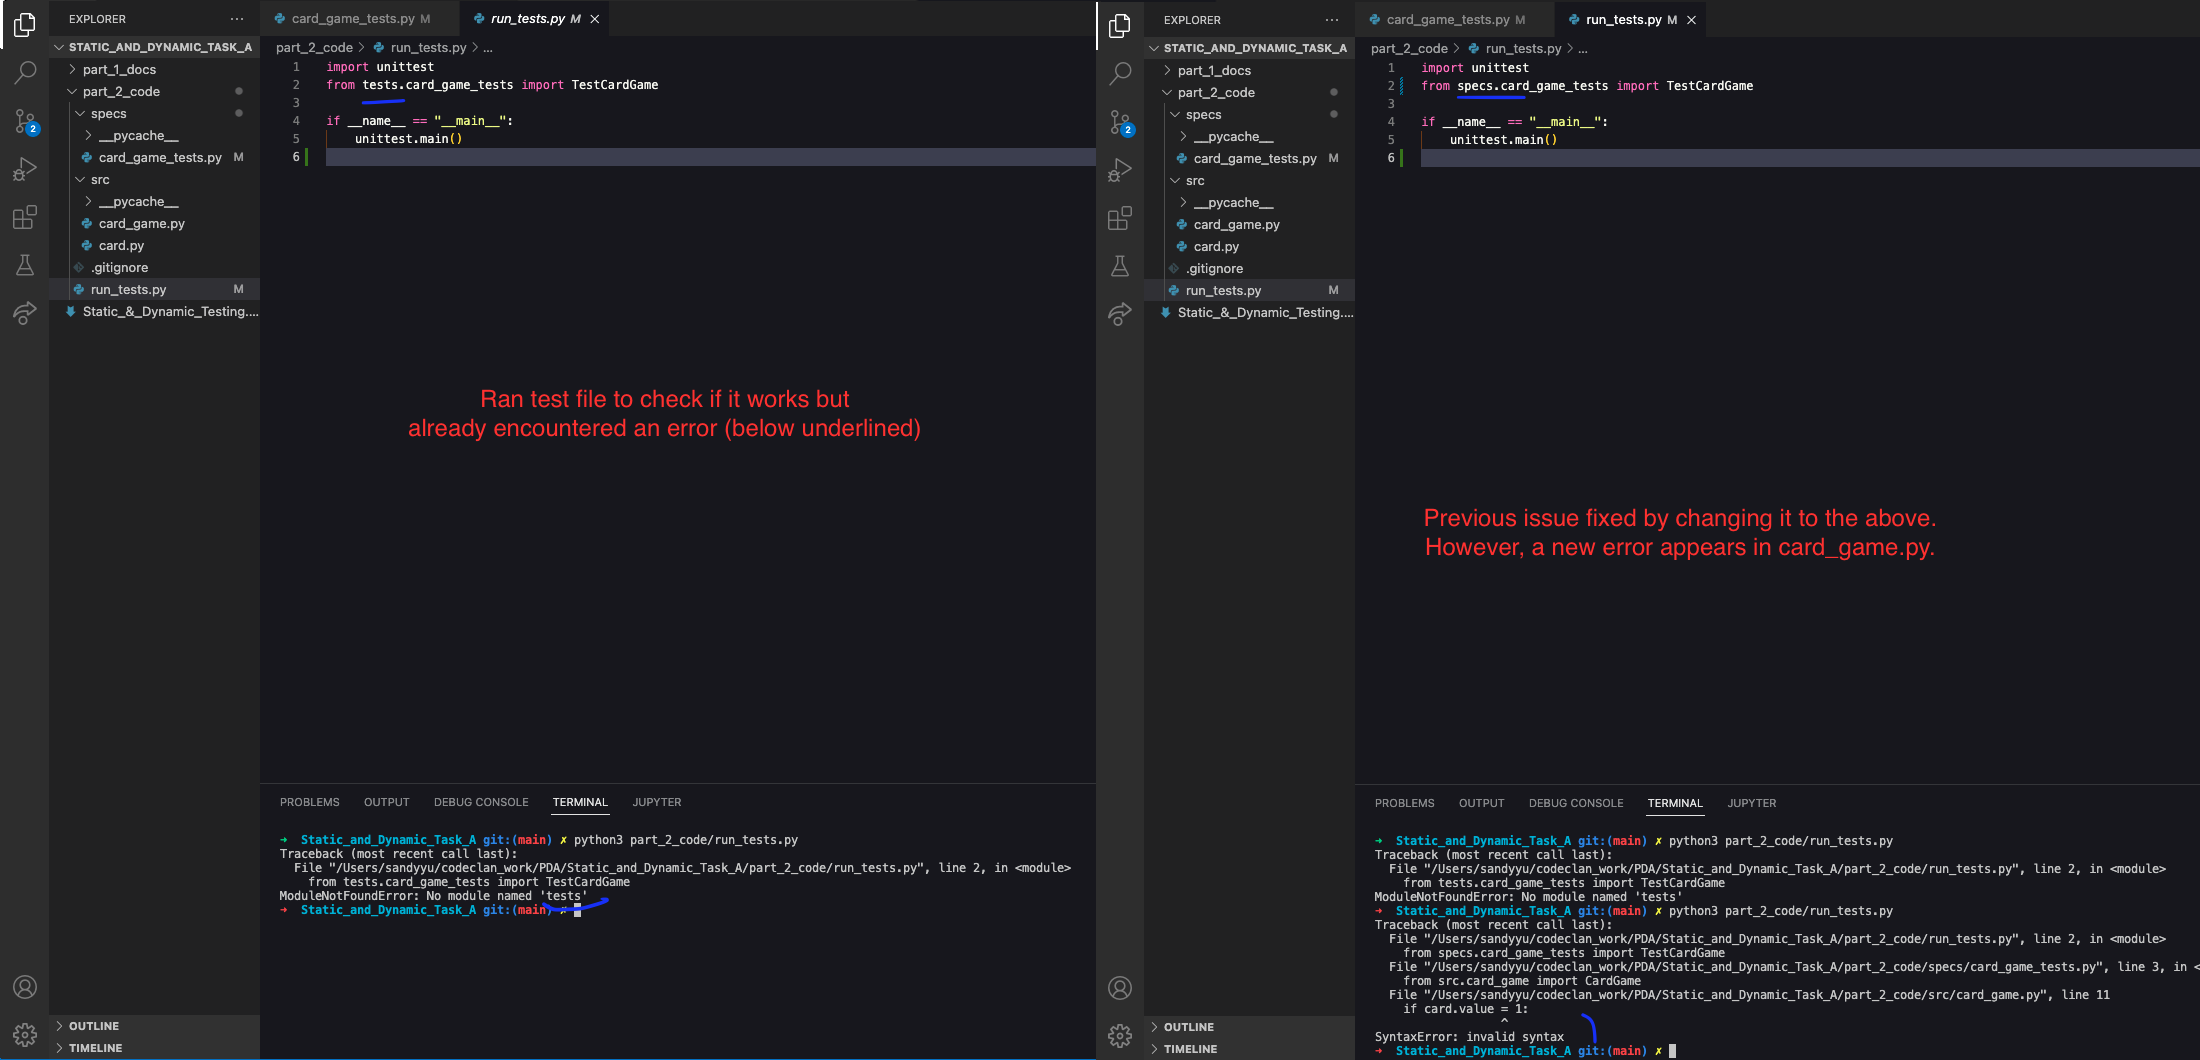 EXPLORER
STATIC_AND_DYNAMIC_TASK_A
part_1_docs
part_2_code
specs
__pycache__
card_game_tests.py M
src
__pycache__
card_game.py
card.py
.gitignore
run_tests.py M
Static_&_Dynamic_Testing....
OUTLINE
TIMELINE
card_game_tests.py M
run_tests.py M
part_2_code > run_tests.py > ...
1 import unittest
2 from tests.card_game_tests import TestCardGame
3
4 if __name__ == "__main__":
5 unittest.main()
6
Ran test file to check if it works but
already encountered an error (below underlined)
PROBLEMS OUTPUT DEBUG CONSOLE TERMINAL JUPYTER
→ Static_and_Dynamic_Task_A git:(main) ✗ python3 part_2_code/run_tests.py
Traceback (most recent call last):
File "/Users/sandyyu/codeclan_work/PDA/Static_and_Dynamic_Task_A/part_2_code/run_tests.py", line 2, in <module>
from tests.card_game_tests import TestCardGame
ModuleNotFoundError: No module named 'tests'
→ Static_and_Dynamic_Task_A git:(main) ✗
EXPLORER
STATIC_AND_DYNAMIC_TASK_A
part_1_docs
part_2_code
specs
__pycache__
card_game_tests.py M
src
__pycache__
card_game.py
card.py
.gitignore
run_tests.py M
Static_&_Dynamic_Testing....
OUTLINE
TIMELINE
2
2
card_game_tests.py M
run_tests.py M
part_2_code > run_tests.py > ...
1 import unittest
2 from specs.card_game_tests import TestCardGame
3
4 if __name__ == "__main__":
5 unittest.main()
6
Previous issue fixed by changing it to the above.
However, a new error appears in card_game.py.
PROBLEMS OUTPUT DEBUG CONSOLE TERMINAL JUPYTER
→ Static_and_Dynamic_Task_A git:(main) ✗ python3 part_2_code/run_tests.py
Traceback (most recent call last):
File "/Users/sandyyu/codeclan_work/PDA/Static_and_Dynamic_Task_A/part_2_code/run_tests.py", line 2, in <module>
from tests.card_game_tests import TestCardGame
ModuleNotFoundError: No module named 'tests'
→ Static_and_Dynamic_Task_A git:(main) ✗ python3 part_2_code/run_tests.py
Traceback (most recent call last):
File "/Users/sandyyu/codeclan_work/PDA/Static_and_Dynamic_Task_A/part_2_code/run_tests.py", line 2, in <module>
from specs.card_game_tests import TestCardGame
File "/Users/sandyyu/codeclan_work/PDA/Static_and_Dynamic_Task_A/part_2_code/specs/card_game_tests.py", line 3, in <
from src.card_game import CardGame
File "/Users/sandyyu/codeclan_work/PDA/Static_and_Dynamic_Task_A/part_2_code/src/card_game.py", line 11
if card.value = 1:
^
SyntaxError: invalid syntax
→ Static_and_Dynamic_Task_A git:(main) ✗